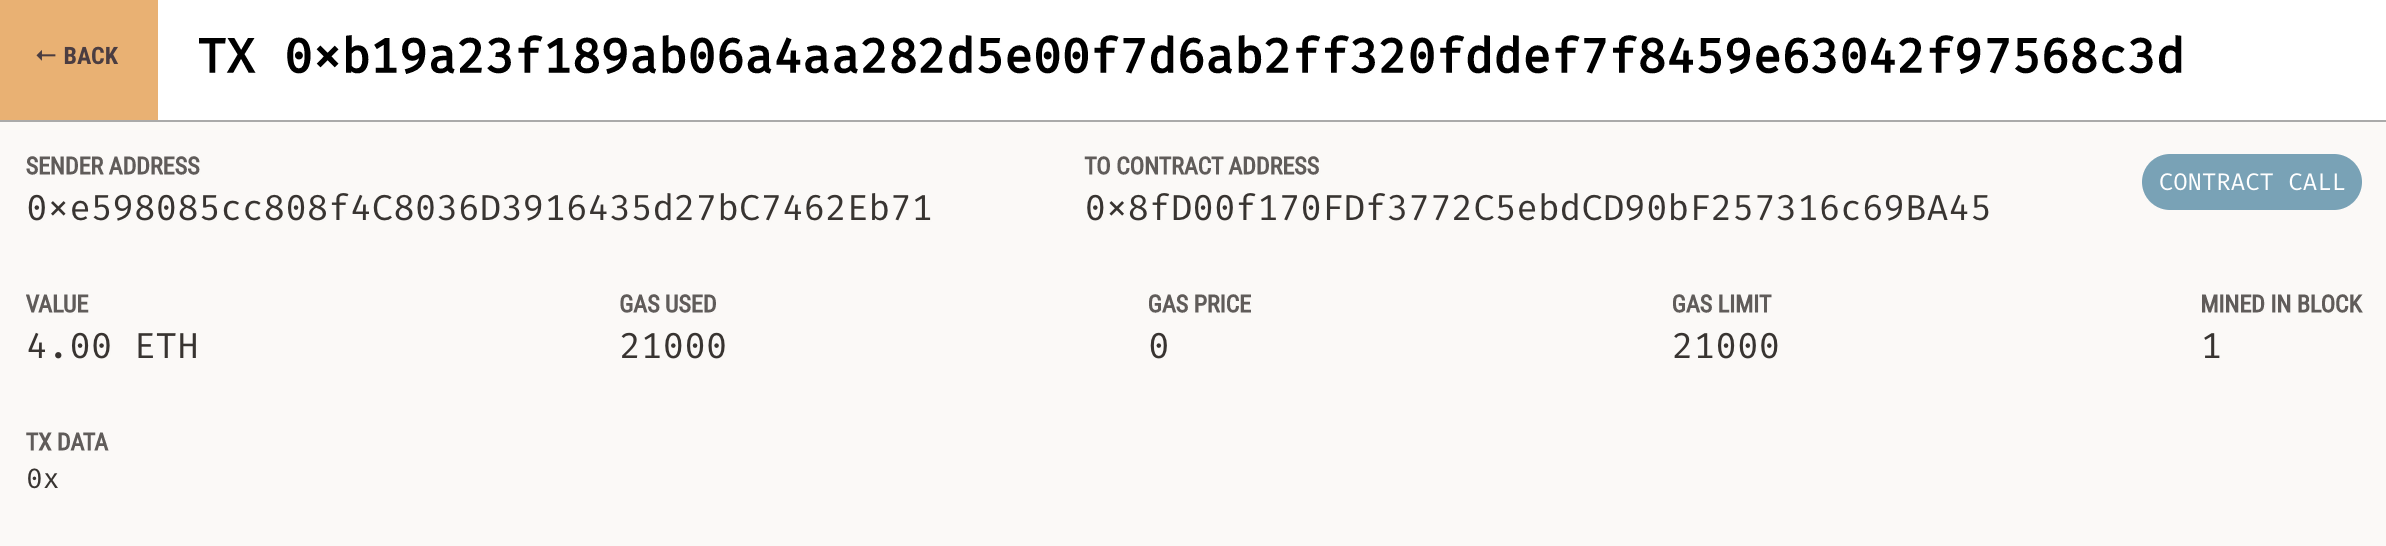 ← BACK
TX 0×b19a23f189ab06a4aa282d5e00f7d6ab2ff320fddef7f8459e63042f97568c3d
SENDER ADDRESS
0×e598085cc808f4C8036D3916435d27bC7462Eb71
TO CONTRACT ADDRESS
0×8fD00f170FDf3772C5ebdCD90bF257316c69BA45
CONTRACT CALL
VALUE
4.00 ETH
GAS USED
21000
GAS PRICE
0
GAS LIMIT
21000
MINED IN BLOCK
1
TX DATA
0x